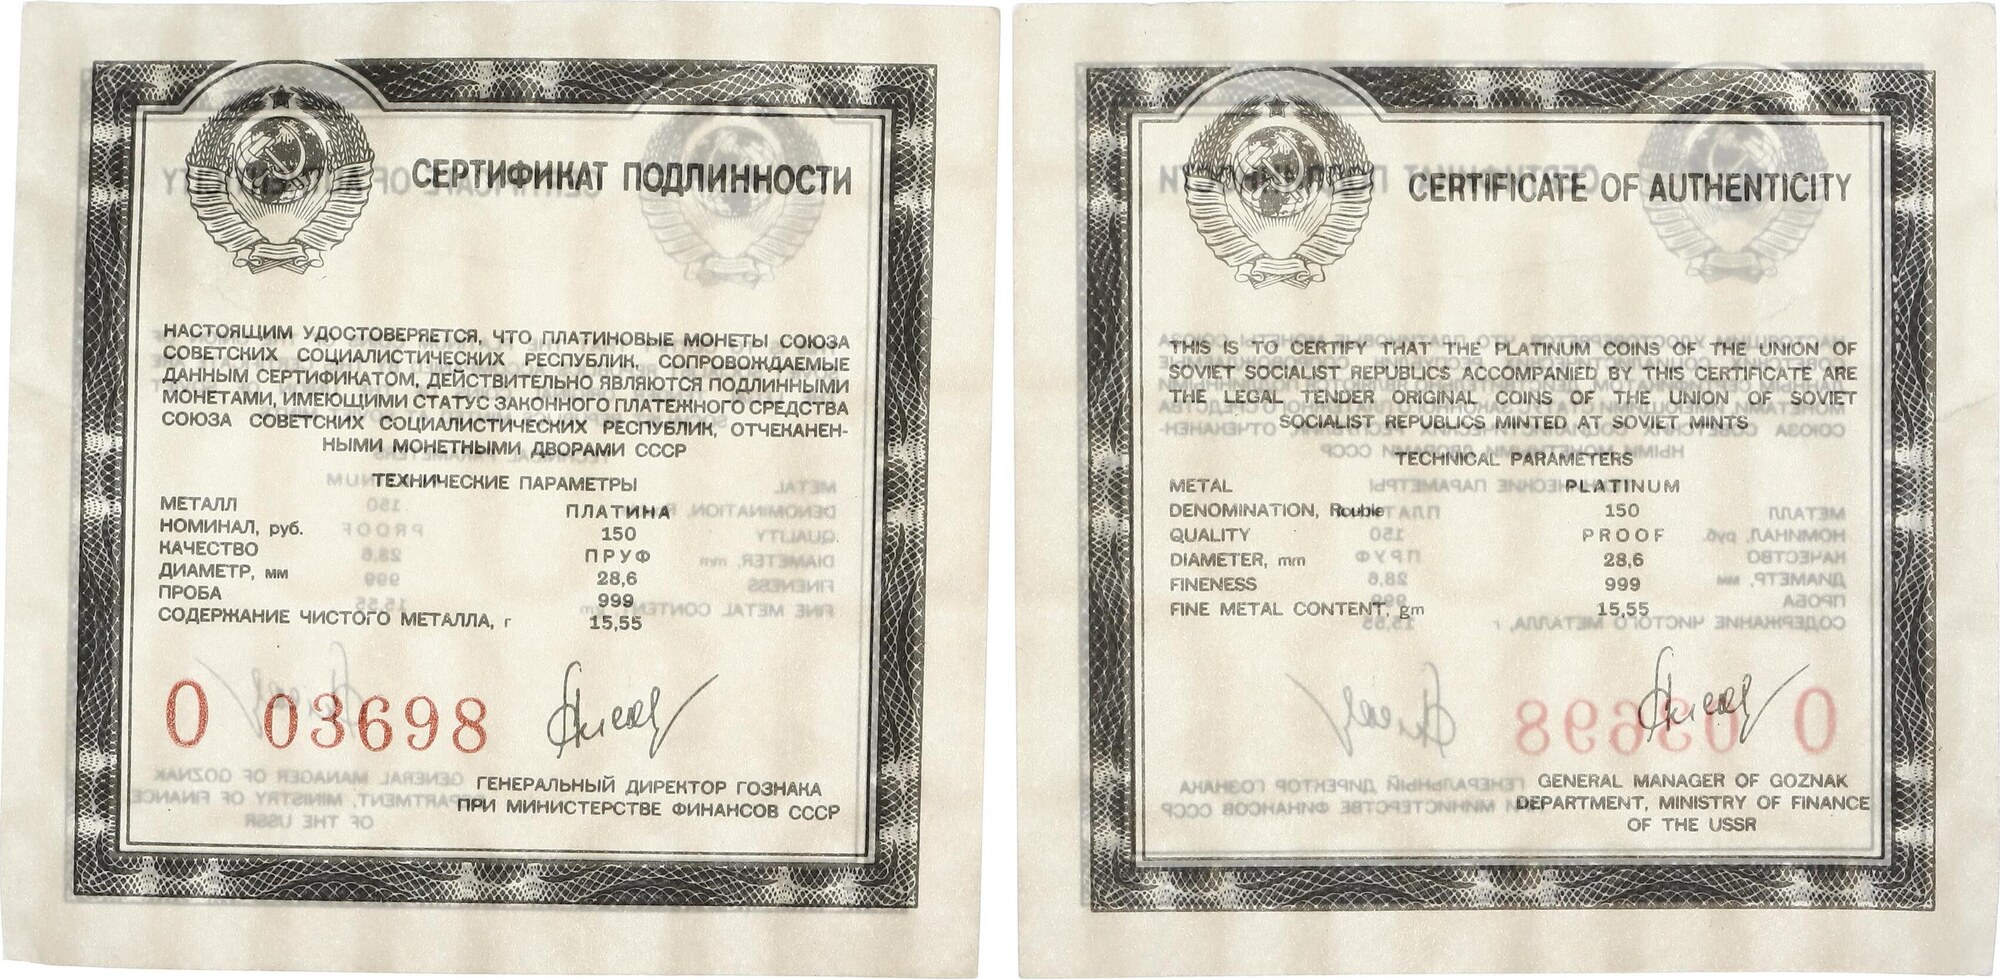 СЕРТИФИКАТ ПОДЛИННОСТИ
НАСТОЯЩИМ УДОСТОВЕРЯЕТСЯ, ЧТО ПЛАТИНОВЫЕ МОНЕТЫ СОЮЗА
СОВЕТСКИХ СОЦИАЛИСТИЧЕСКИХ РЕСПУБЛИК, СОПРОВОЖДАЕМЫЕ
ДАННЫМ СЕРТИФИКАТОМ, ДЕЙСТВИТЕЛЬНО ЯВЛЯЮТСЯ ПОДЛИННЫМИ
МОНЕТАМИ, ИМЕЮЩИМИ СТАТУС ЗАКОННОГО ПЛАТЕЖНОГО СРЕДСТВА
СОЮЗА СОВЕТСКИХ СОЦИАЛИСТИЧЕСКИХ РЕСПУБЛИК, ОТЧЕКАНЕН-
НЫМИ МОНЕТНЫМИ ДВОРАМИ СССР
ТЕХНИЧЕСКИЕ ПАРАМЕТРЫ
МЕТАЛЛ ПЛАТИНА
НОМИНАЛ, руб. 150
КАЧЕСТВО ПРУФ
ДИАМЕТР, мм 28,6
ПРОБА 999
СОДЕРЖАНИЕ ЧИСТОГО МЕТАЛЛА, г 15,55
0 03698
ГЕНЕРАЛЬНЫЙ ДИРЕКТОР ГОЗНАКА
ПРИ МИНИСТЕРСТВЕ ФИНАНСОВ СССР
CERTIFICATE OF AUTHENTICITY
THIS IS TO CERTIFY THAT THE PLATINUM COINS OF THE UNION OF
SOVIET SOCIALIST REPUBLICS ACCOMPANIED BY THIS CERTIFICATE ARE
THE LEGAL TENDER ORIGINAL COINS OF THE UNION OF SOVIET
SOCIALIST REPUBLICS MINTED AT SOVIET MINTS
TECHNICAL PARAMETERS
METAL PLATINUM
DENOMINATION, Rouble 150
QUALITY PROOF
DIAMETER, mm 28,6
FINENESS 999
FINE METAL CONTENT, gm 15,55
GENERAL MANAGER OF GOZNAK
DEPARTMENT, MINISTRY OF FINANCE
OF THE USSR